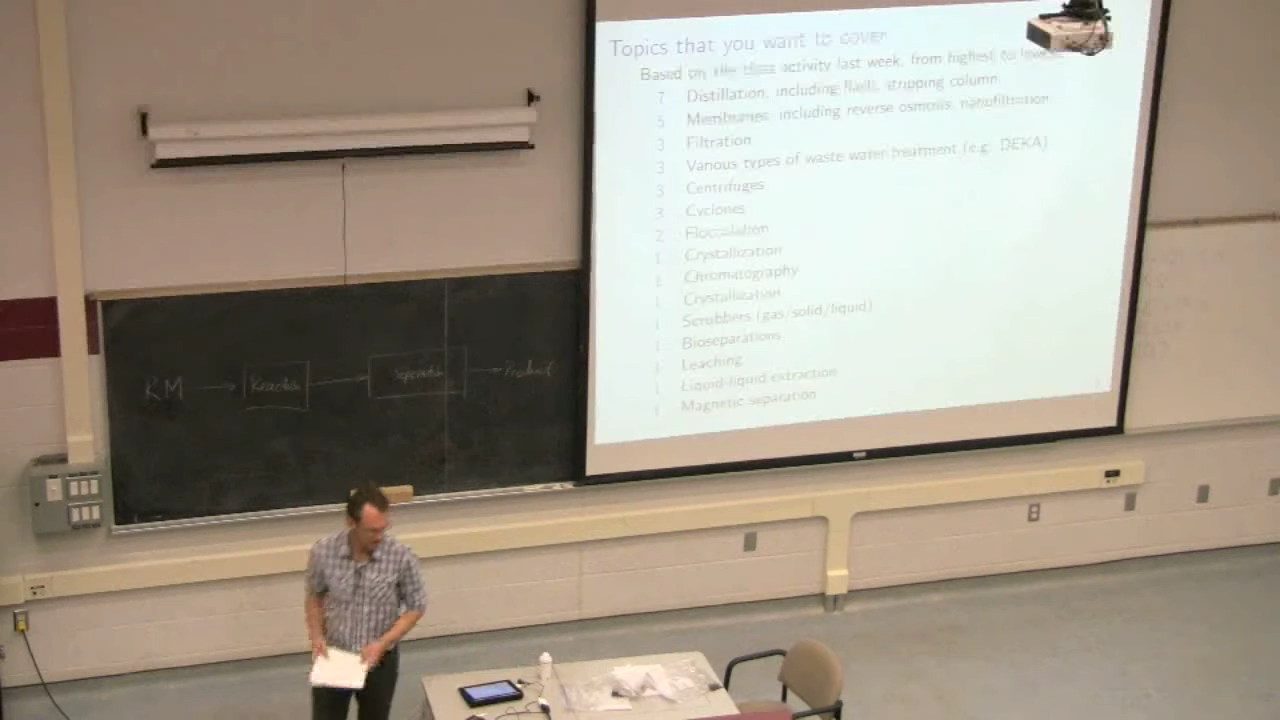 Topics that you want to cover
Based on the class activity last week, from highest to lowest
7 Distillation, including flash, stripping column
5 Membranes, including reverse osmosis, nanofiltration
3 Filtration
3 Various types of waste water treatment (e.g. DEKA)
3 Centrifuges
3 Cyclones
2 Flocculation
1 Crystallization
1 Chromatography
1 Crystallization
1 Scrubbers (gas/solid/liquid)
1 Bioseparations
1 Leaching
1 Liquid-liquid extraction
1 Magnetic separation
RM Reaction Separation Product